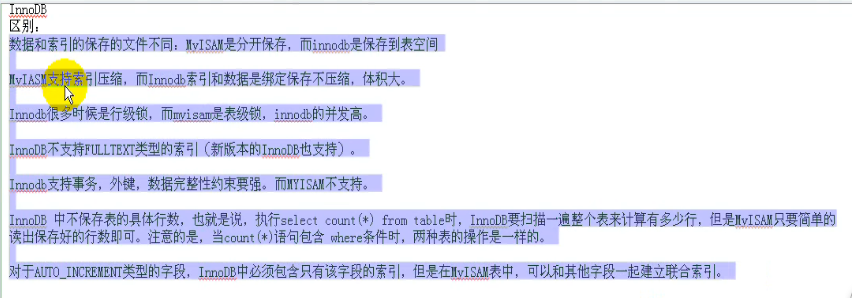 InnoDB
区别：
数据和索引的保存的文件不同：MyISAM是分开保存，而innodb是保存到表空间
MyIASM支持索引压缩，而Innodb索引和数据是绑定保存不压缩，体积大。
Innodb很多时候是行级锁，而myisam是表级锁，innodb的并发高。
InnoDB不支持FULLTEXT类型的索引（新版本的InnoDB也支持）。
Innodb支持事务，外键，数据完整性约束要强。而MYISAM不支持。
InnoDB 中不保存表的具体行数，也就是说，执行select count(*) from table时，InnoDB要扫描一遍整个表来计算有多少行，但是MyISAM只要简单的
读出保存好的行数即可。注意的是，当count(*)语句包含 where条件时，两种表的操作是一样的。
对于AUTO_INCREMENT类型的字段，InnoDB中必须包含只有该字段的索引，但是在MyISAM表中，可以和其他字段一起建立联合索引。